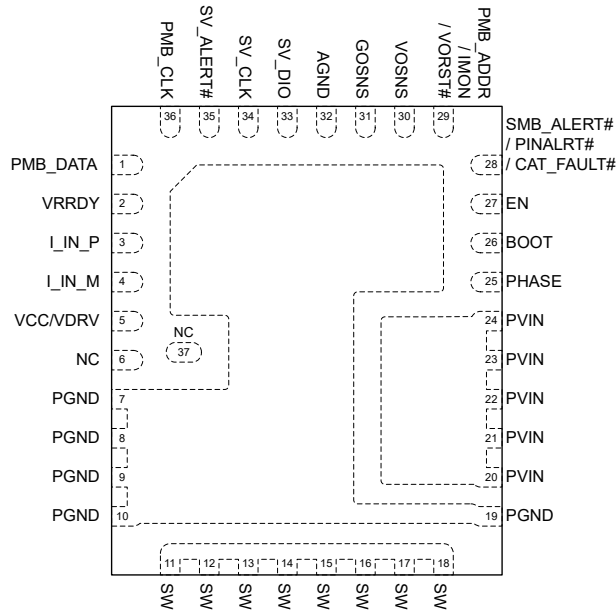 PMB_CLK
SV_ALERT#
SV_CLK
SV_DIO
AGND
GOSNS
VOSNS
PMB_ADDR
/ IMON
/ VORST#
36
35
34
33
32
31
30
29
SMB_ALERT#
/ PINALRT#
/ CAT_FAULT#
PMB_DATA
1
28
VRRDY
2
27
EN
I_IN_P
3
26
BOOT
I_IN_M
4
25
PHASE
VCC/VDRV
5
24
PVIN
NC
6
NC
37
23
PVIN
PGND
7
22
PVIN
PGND
8
21
PVIN
PGND
9
20
PVIN
PGND
10
19
PGND
11
12
13
14
15
16
17
18
SW
SW
SW
SW
SW
SW
SW
SW